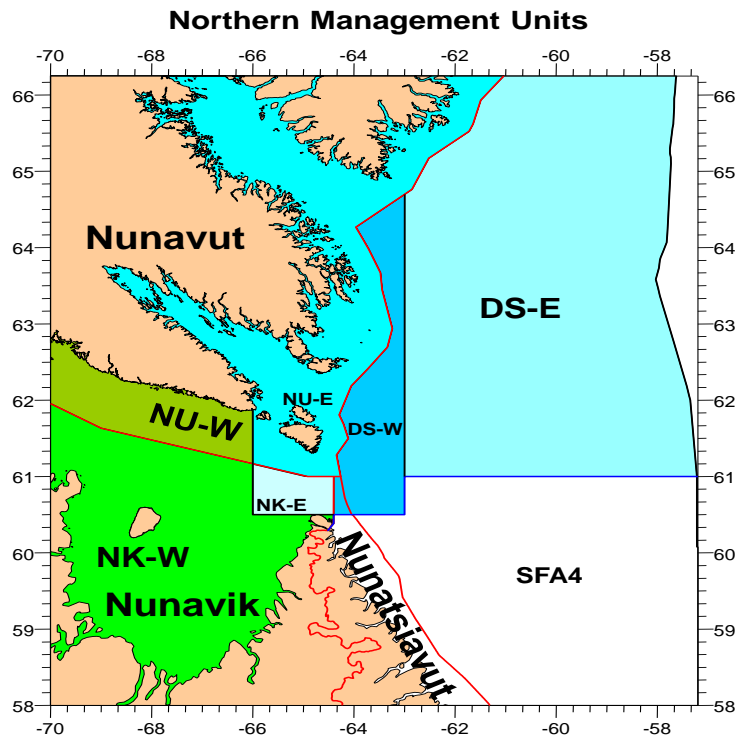 Northern Management Units
-70 -68 -66 -64 -62 -60 -58
66 66
65 65
Nunavut
64 64
DS-E
63 63
NU-E
62 62
NU-W
DS-W
61 61
NK-E
60 60
NK-W
SFA4
Nunavik
Nunatsiavut
59 59
58 58
-70 -68 -66 -64 -62 -60 -58